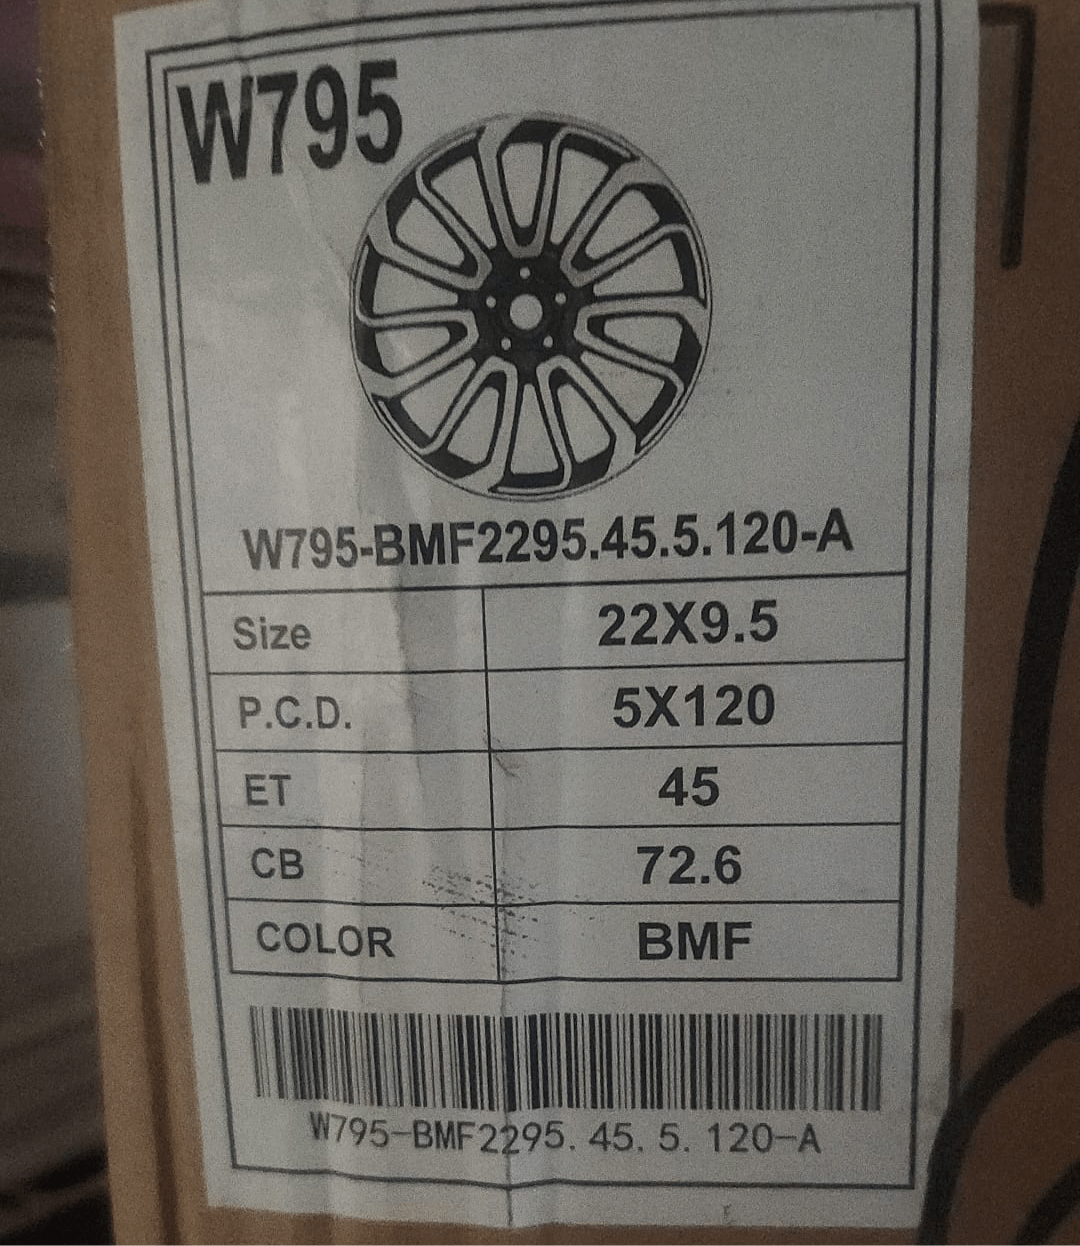 W795
W795-BMF2295.45.5.120-A
Size 22X9.5
P.C.D. 5X120
ET 45
CB 72.6
COLOR BMF
W795-BMF2295.45.5.120-A